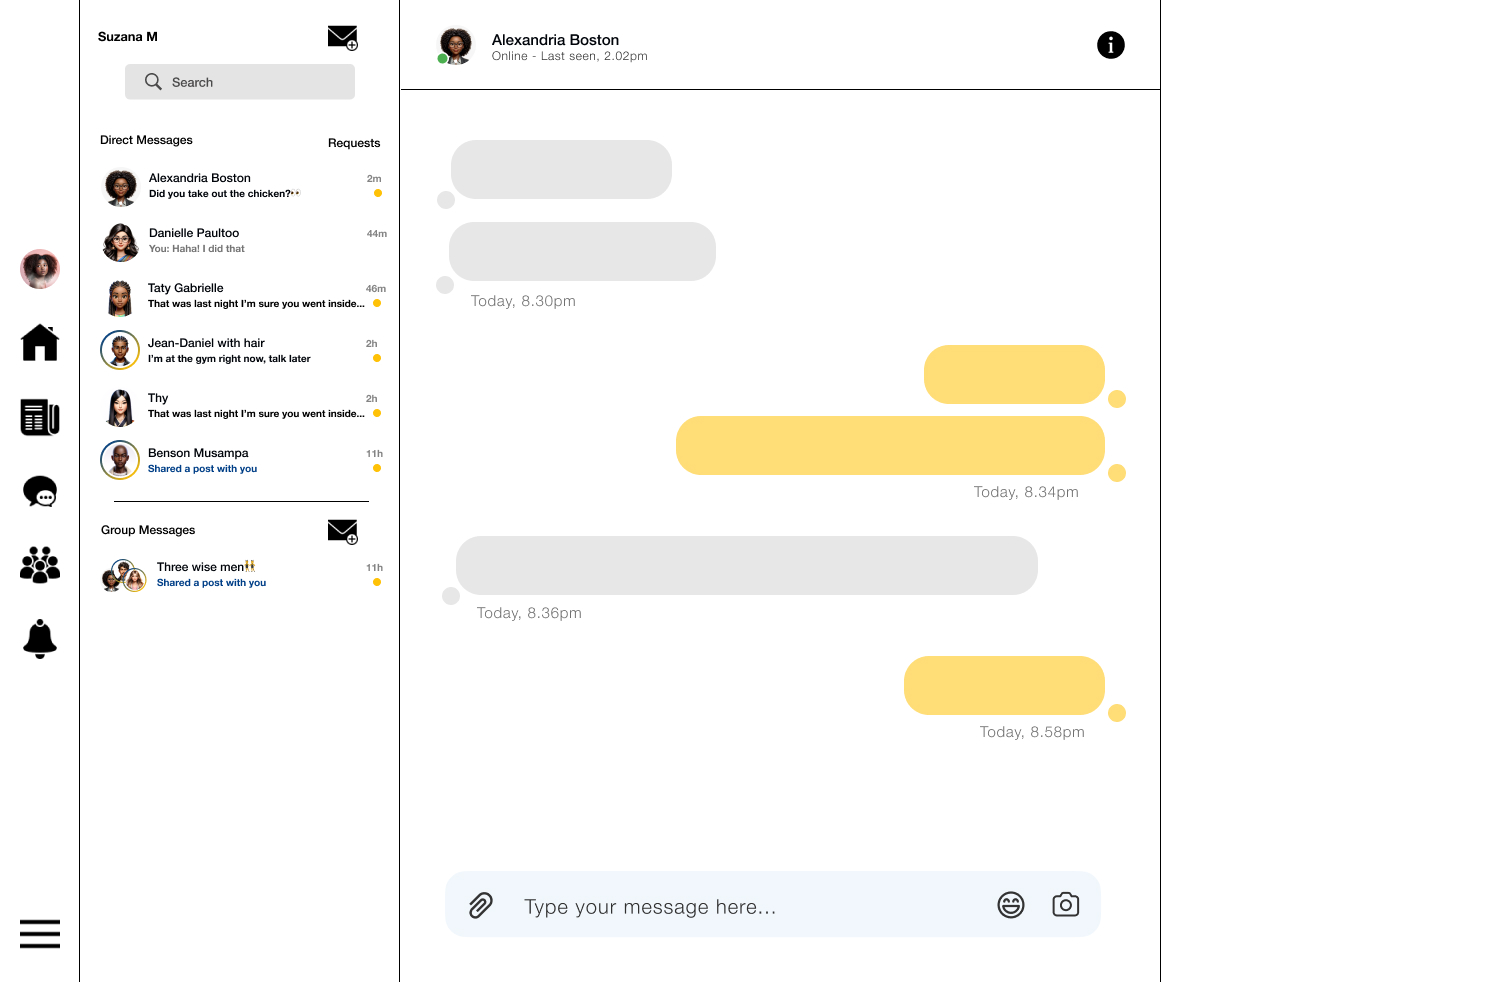 Suzana M
Search
Direct Messages
Requests
Alexandria Boston
2m
Did you take out the chicken?👀
Danielle Paultoo
44m
You: Haha! I did that
Taty Gabrielle
46m
That was last night I'm sure you went inside...
Jean-Daniel with hair
2h
I'm at the gym right now, talk later
Thy
2h
That was last night I'm sure you went inside...
Benson Musampa
11h
Shared a post with you
Group Messages
Three wise men👯
11h
Shared a post with you
Alexandria Boston
Online - Last seen, 2.02pm
Today, 8.30pm
Today, 8.34pm
Today, 8.36pm
Today, 8.58pm
Type your message here...